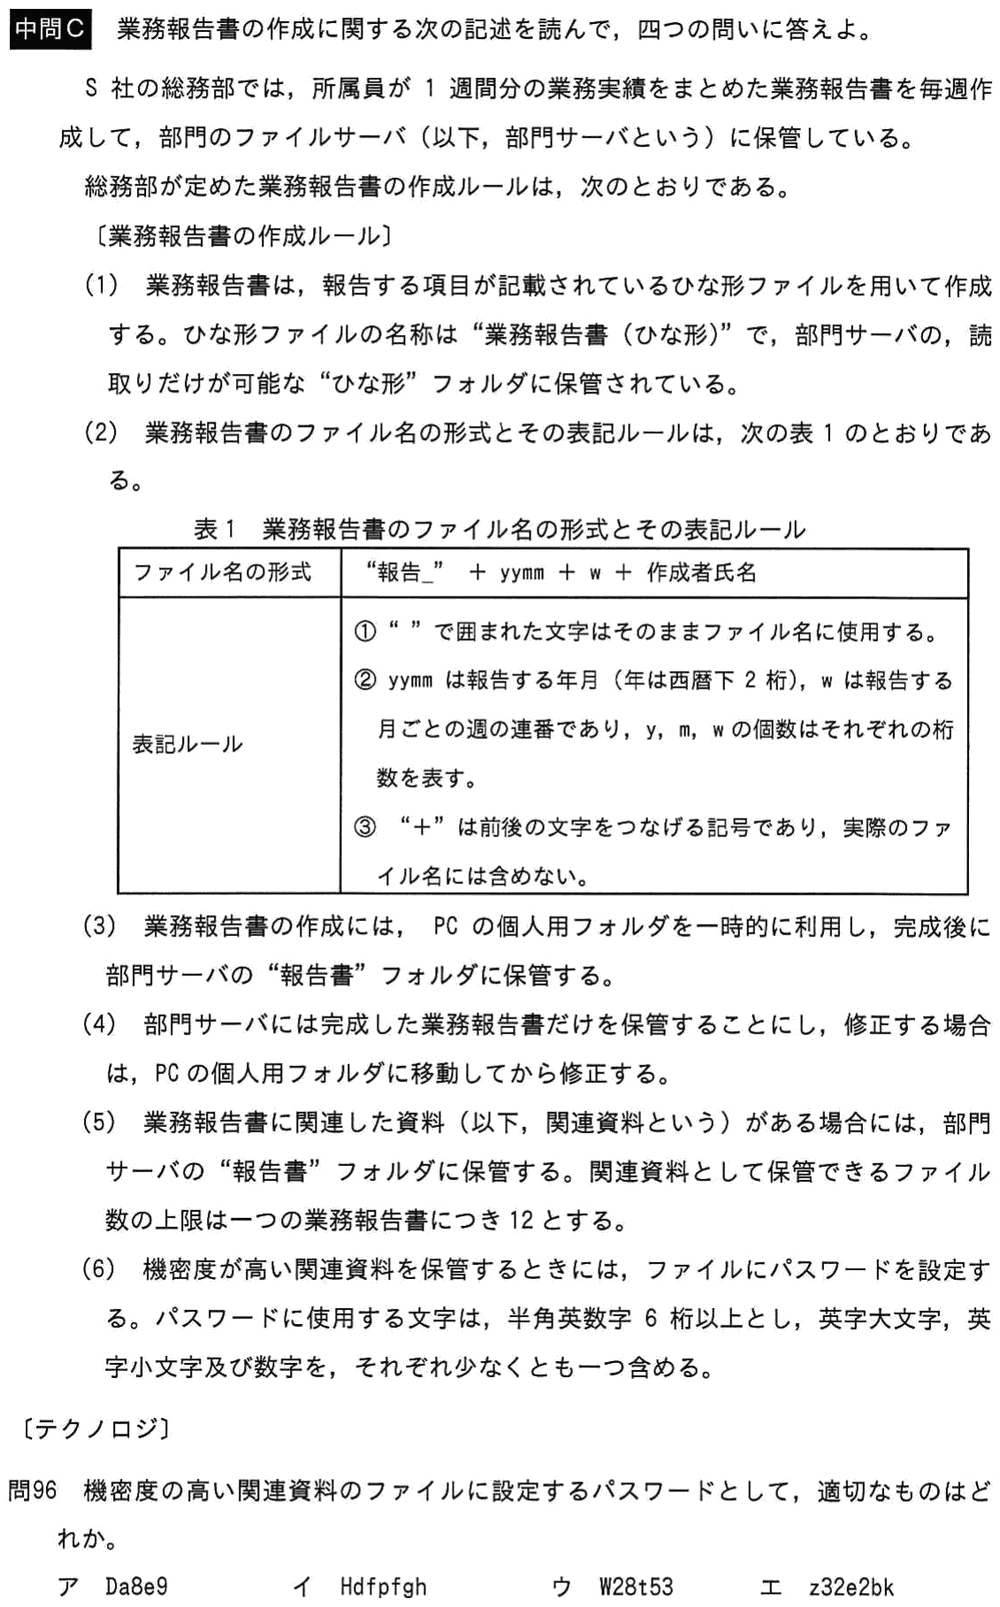 中問C 業務報告書の作成に関する次の記述を読んで，四つの問いに答えよ。
S 社の総務部では，所属員が 1 週間分の業務実績をまとめた業務報告書を毎週作
成して，部門のファイルサーバ（以下，部門サーバという）に保管している。
総務部が定めた業務報告書の作成ルールは，次のとおりである。
〔業務報告書の作成ルール〕
(1) 業務報告書は，報告する項目が記載されているひな形ファイルを用いて作成
する。ひな形ファイルの名称は“業務報告書（ひな形）”で，部門サーバの，読
取りだけが可能な“ひな形”フォルダに保管されている。
(2) 業務報告書のファイル名の形式とその表記ルールは，次の表 1 のとおりであ
る。
表 1 業務報告書のファイル名の形式とその表記ルール
ファイル名の形式 “報告_” ＋ yymm ＋ w ＋ 作成者氏名
表記ルール
① “ ” で囲まれた文字はそのままファイル名に使用する。
② yymm は報告する年月（年は西暦下 2 桁），w は報告する
月ごとの週の連番であり，y，m，w の個数はそれぞれの桁
数を表す。
③ “＋”は前後の文字をつなげる記号であり，実際のファ
イル名には含めない。
(3) 業務報告書の作成には， PC の個人用フォルダを一時的に利用し，完成後に
部門サーバの“報告書”フォルダに保管する。
(4) 部門サーバには完成した業務報告書だけを保管することにし，修正する場合
は，PC の個人用フォルダに移動してから修正する。
(5) 業務報告書に関連した資料（以下，関連資料という）がある場合には，部門
サーバの“報告書”フォルダに保管する。関連資料として保管できるファイル
数の上限は一つの業務報告書につき 12 とする。
(6) 機密度が高い関連資料を保管するときには，ファイルにパスワードを設定す
る。パスワードに使用する文字は，半角英数字 6 桁以上とし，英字大文字，英
字小文字及び数字を，それぞれ少なくとも一つ含める。
〔テクノロジ〕
問96 機密度の高い関連資料のファイルに設定するパスワードとして，適切なものはど
れか。
ア Da8e9 イ Hdfpfgh ウ W28t53 エ z32e2bk